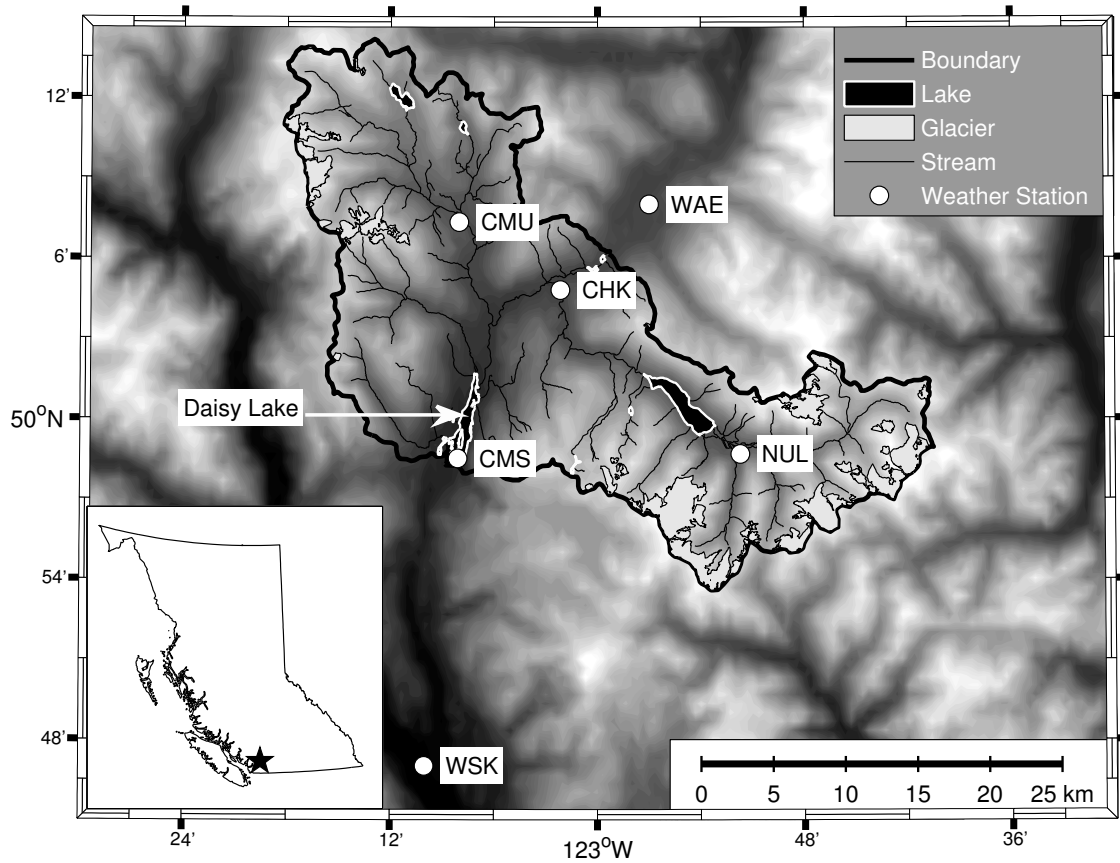 Boundary
Lake
Glacier
Stream
Weather Station
12'
6'
50°N
54'
48'
WAE
CMU
CHK
Daisy Lake
CMS
NUL
WSK
0 5 10 15 20 25 km
24' 12' 123°W 48' 36'